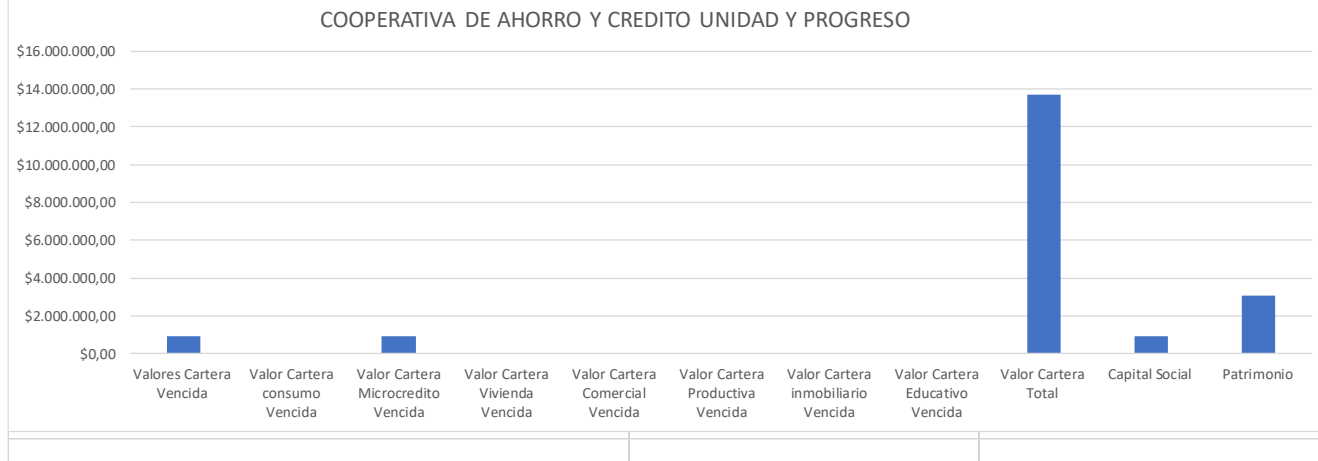 COOPERATIVA DE AHORRO Y CREDITO UNIDAD Y PROGRESO
$16.000.000,00
$14.000.000,00
$12.000.000,00
$10.000.000,00
$8.000.000,00
$6.000.000,00
$4.000.000,00
$2.000.000,00
$0,00
Valores Cartera
Vencida
Valor Cartera
consumo
Vencida
Valor Cartera
Microcredito
Vencida
Valor Cartera
Vivienda
Vencida
Valor Cartera
Comercial
Vencida
Valor Cartera
Productiva
Vencida
Valor Cartera
inmobiliario
Vencida
Valor Cartera
Educativo
Vencida
Valor Cartera
Total
Capital Social
Patrimonio